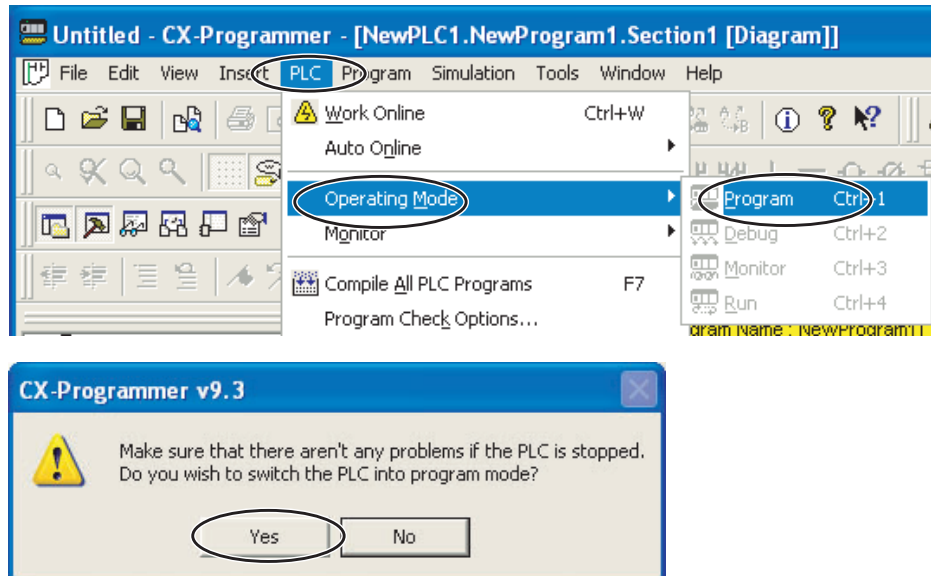 Untitled - CX-Programmer - [NewPLC1.NewProgram1.Section1 [Diagram]]
File Edit View Insert PLC Program Simulation Tools Window Help
Work Online Ctrl+W
Auto Online
Operating Mode
Monitor
Compile All PLC Programs F7
Program Check Options...
Program Ctrl+1
Debug Ctrl+2
Monitor Ctrl+3
Run Ctrl+4
gram Name : NewProgram1]
CX-Programmer v9.3
Make sure that there aren't any problems if the PLC is stopped.
Do you wish to switch the PLC into program mode?
Yes No